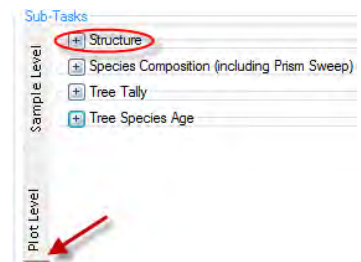 Sub-Tasks
Structure
Species Composition (including Prism Sweep)
Tree Tally
Tree Species Age
Sample Level
Plot Level